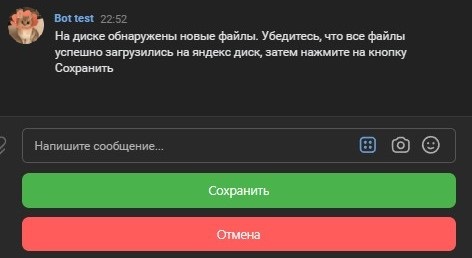 Bot test 22:52
На диске обнаружены новые файлы. Убедитесь, что все файлы
успешно загрузились на яндекс диск, затем нажмите на кнопку
Сохранить
Напишите сообщение...
Сохранить
Отмена